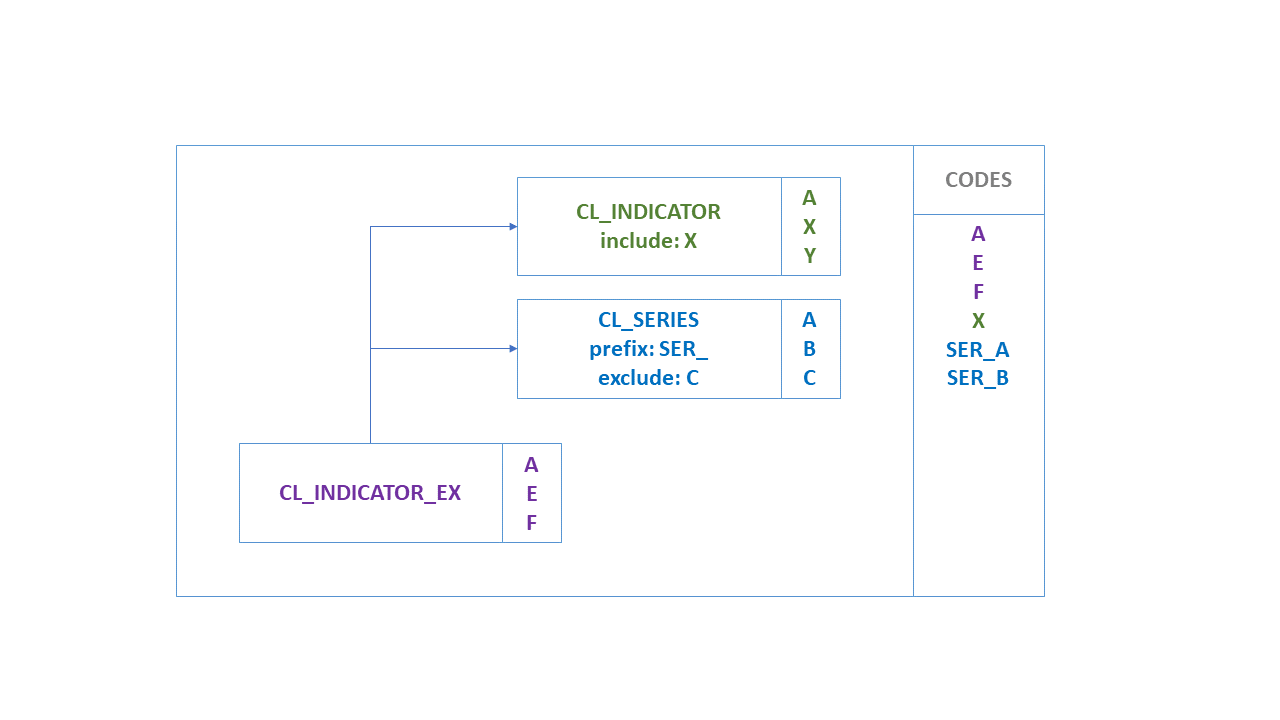 CODES
CL_INDICATOR
include: X
A
X
Y
CL_SERIES
prefix: SER_
exclude: C
A
B
C
CL_INDICATOR_EX
A
E
F
A
E
F
X
SER_A
SER_B